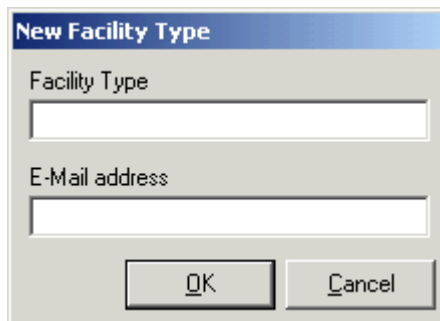 New Facility Type
Facility Type
E-Mail address
OK
Cancel